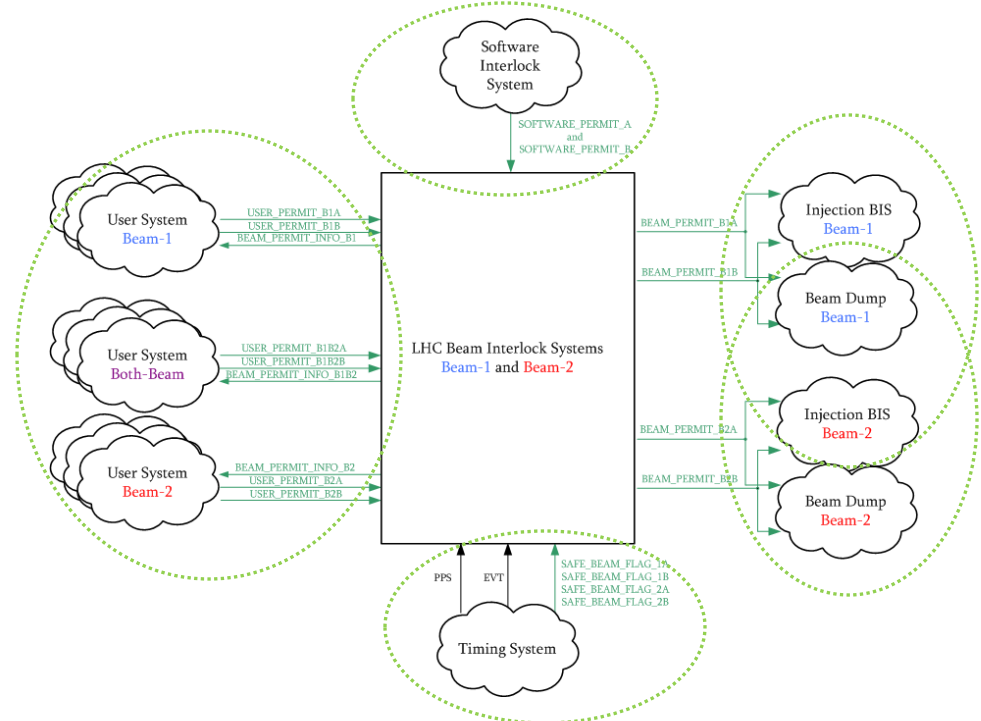 Software
Interlock
System
SOFTWARE_PERMIT_A
and
SOFTWARE_PERMIT_B
User System
Beam-1
USER_PERMIT_B1A
USER_PERMIT_B1B
BEAM_PERMIT_INFO_B1
User System
Both-Beam
USER_PERMIT_B1B2A
USER_PERMIT_B1B2B
BEAM_PERMIT_INFO_B1B2
User System
Beam-2
BEAM_PERMIT_INFO_B2
USER_PERMIT_B2A
USER_PERMIT_B2B
LHC Beam Interlock Systems
Beam-1 and Beam-2
BEAM_PERMIT_B1A
BEAM_PERMIT_B1B
Injection BIS
Beam-1
Beam Dump
Beam-1
BEAM_PERMIT_B2A
BEAM_PERMIT_B2B
Injection BIS
Beam-2
Beam Dump
Beam-2
PPS
EVT
SAFE_BEAM_FLAG_1A
SAFE_BEAM_FLAG_1B
SAFE_BEAM_FLAG_2A
SAFE_BEAM_FLAG_2B
Timing System